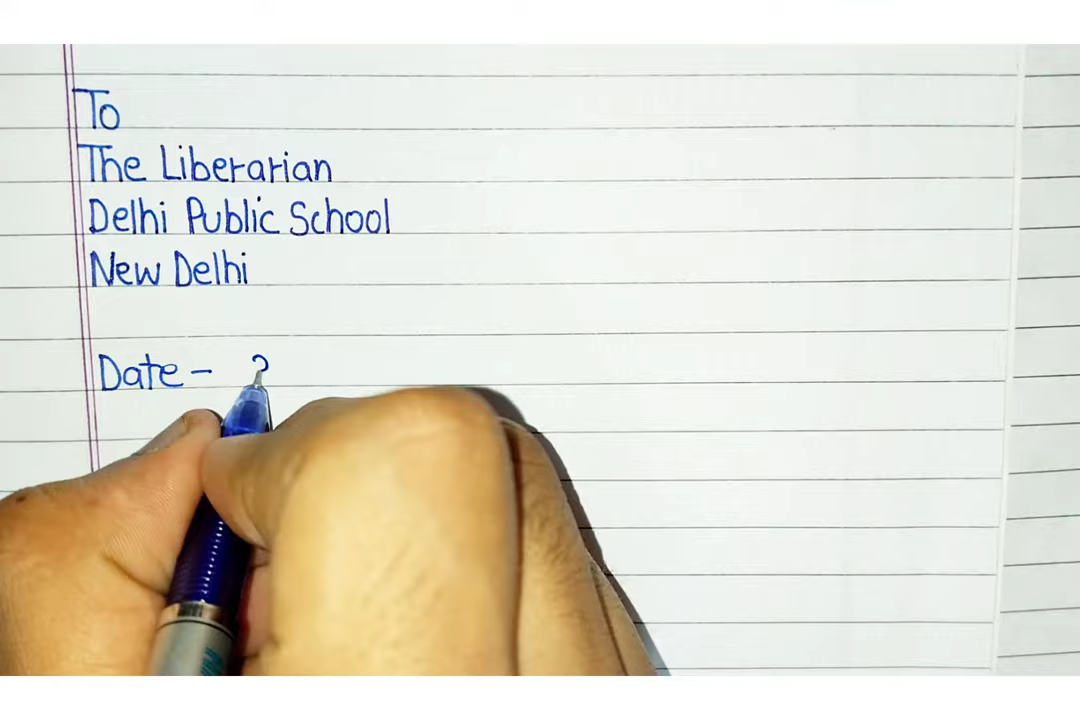 To
The Liberarian
Delhi Public School
New Delhi
Date -